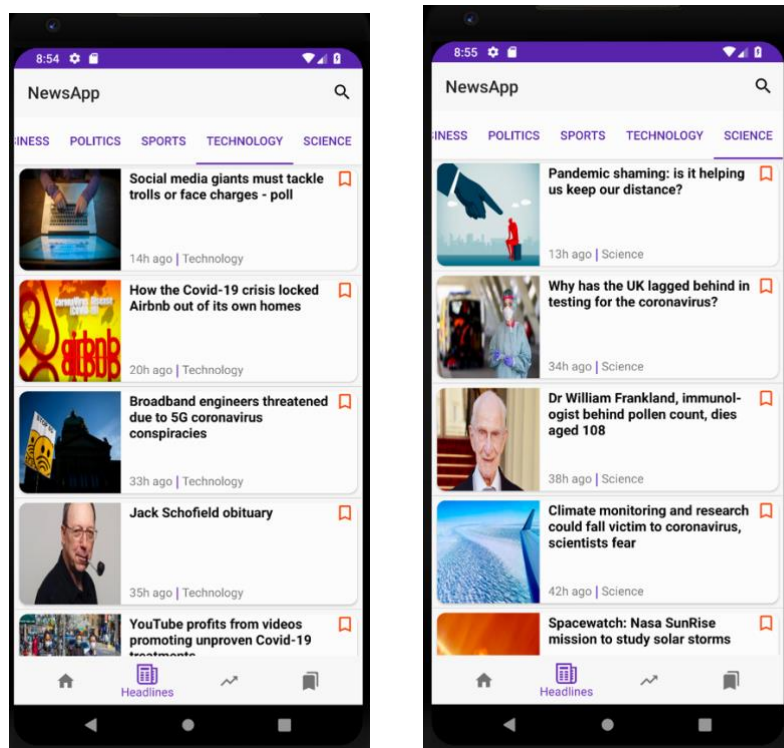 8:54
NewsApp
INESS POLITICS SPORTS TECHNOLOGY SCIENCE
Social media giants must tackle
trolls or face charges - poll
14h ago | Technology
CoronaVirus Disease
airbnb
How the Covid-19 crisis locked
Airbnb out of its own homes
20h ago | Technology
STOP 5G
Broadband engineers threatened
due to 5G coronavirus
conspiracies
33h ago | Technology
Jack Schofield obituary
35h ago | Technology
YouTube profits from videos
promoting unproven Covid-19
treatments
Headlines
8:55
NewsApp
INESS POLITICS SPORTS TECHNOLOGY SCIENCE
Pandemic shaming: is it helping
us keep our distance?
13h ago | Science
Why has the UK lagged behind in
testing for the coronavirus?
34h ago | Science
Dr William Frankland, immunol-
ogist behind pollen count, dies
aged 108
38h ago | Science
Climate monitoring and research
could fall victim to coronavirus,
scientists fear
42h ago | Science
Spacewatch: Nasa SunRise
mission to study solar storms
Headlines